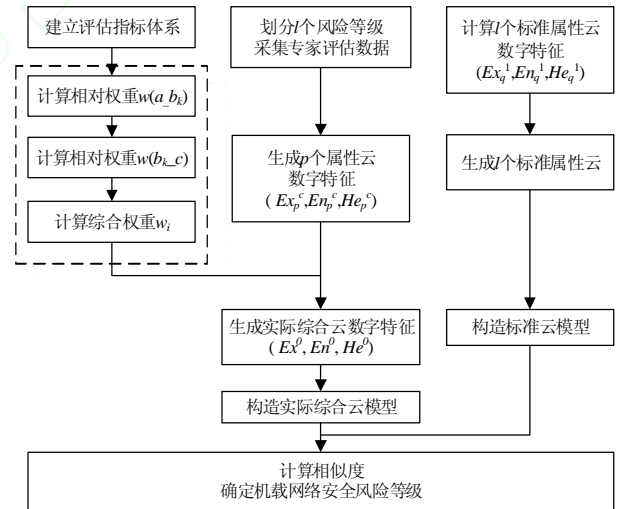 建立评估指标体系
计算相对权重w(a_b_k)
计算相对权重w(b_k_c)
计算综合权重w_i
划分l个风险等级
采集专家评估数据
生成p个属性云
数字特征
(Ex_p^c,En_p^c,He_p^c)
生成实际综合云数字特征
(Ex^0,En^0,He^0)
构造实际综合云模型
计算l个标准属性云
数字特征
(Ex_q^1,En_q^1,He_q^1)
生成l个标准属性云
构造标准云模型
计算相似度
确定机载网络安全风险等级